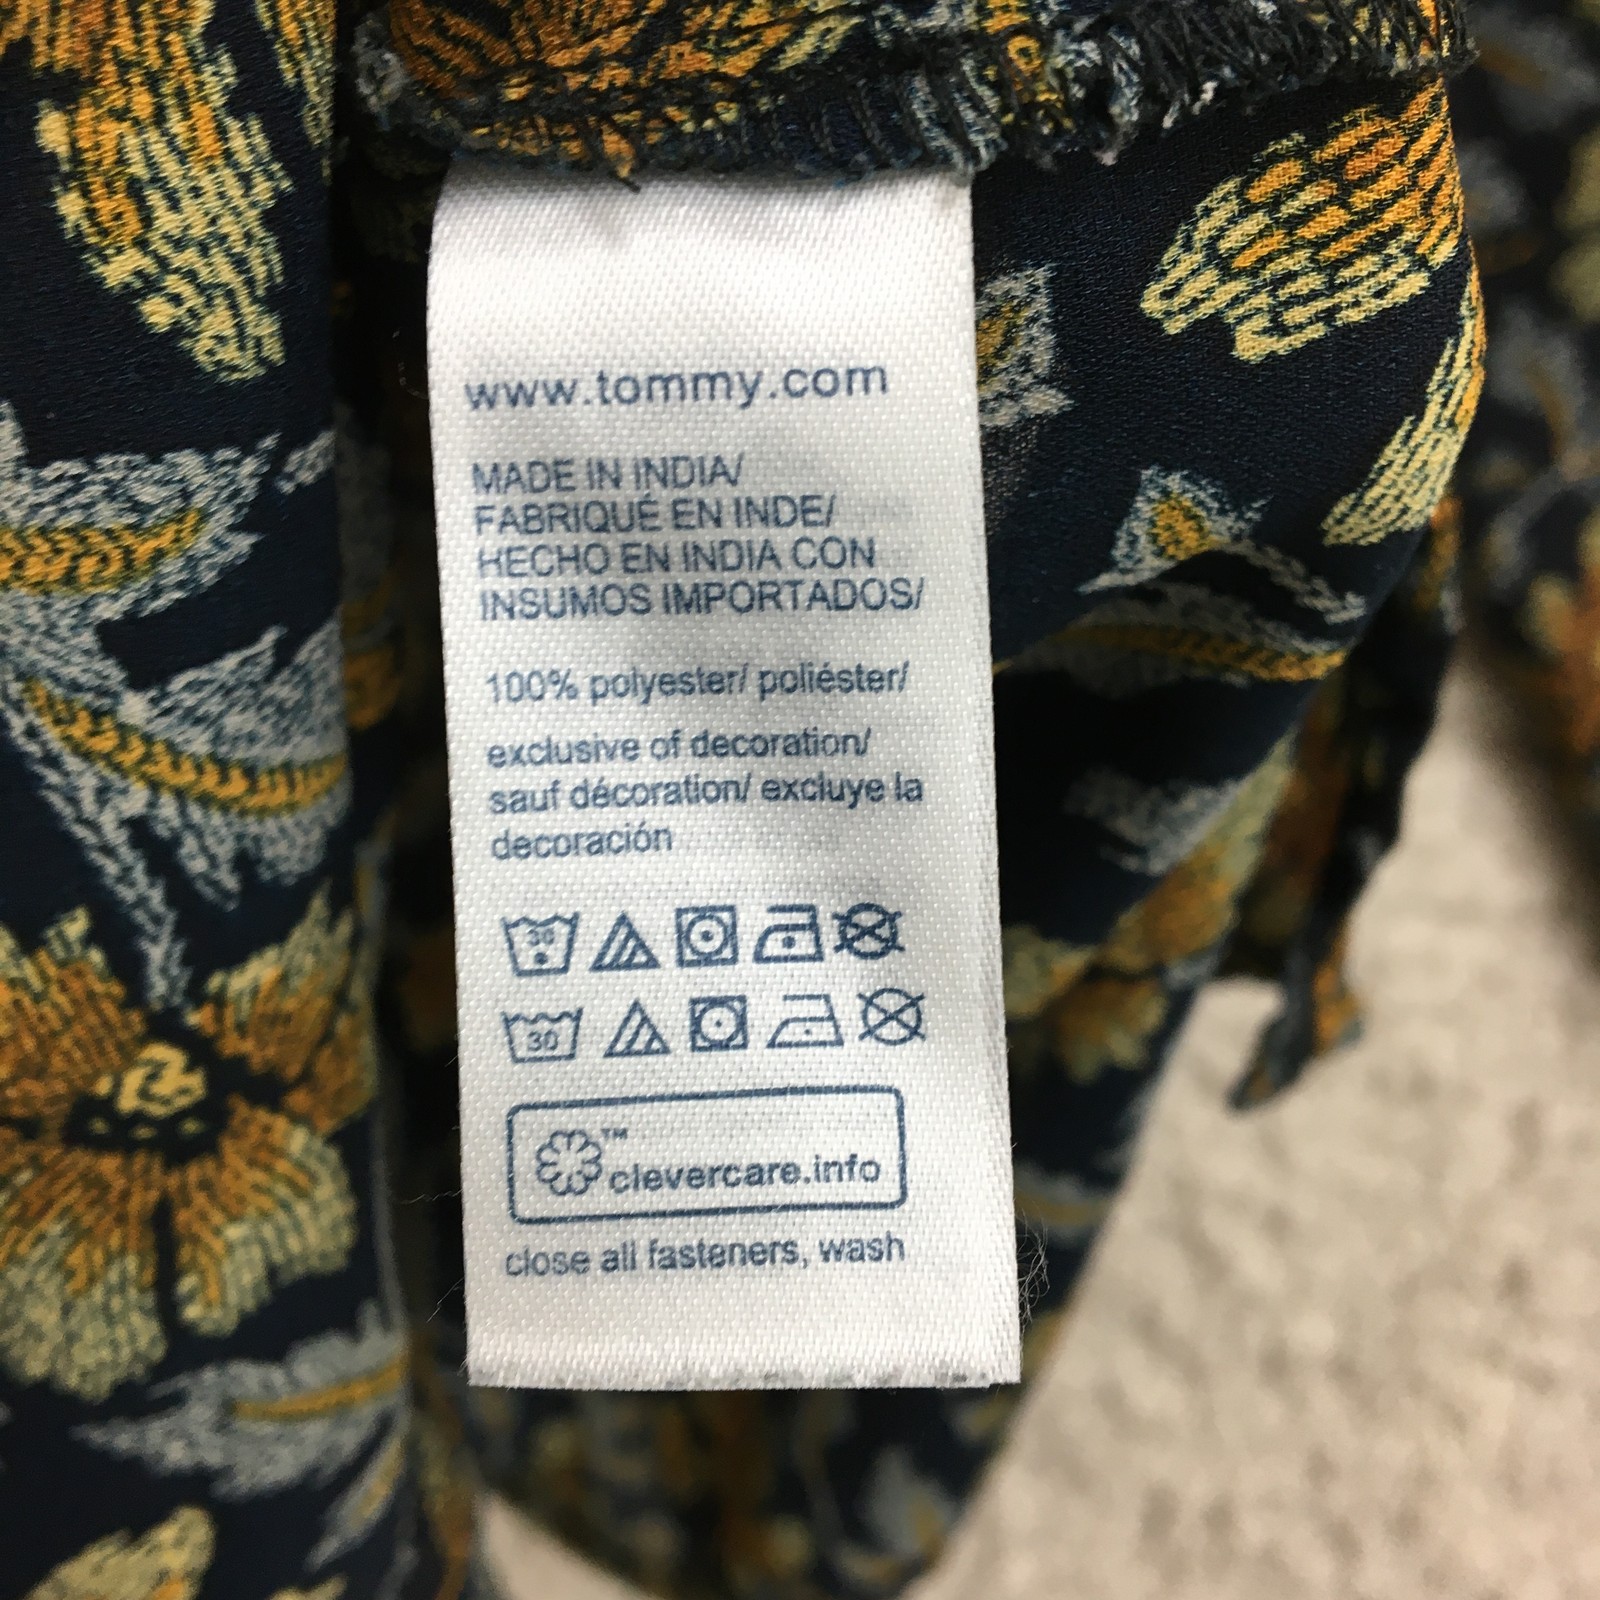 www.tommy.com
MADE IN INDIA/
FABRIQUÉ EN INDE/
HECHO EN INDIA CON
INSUMOS IMPORTADOS/
100% polyester/ poliéster/
exclusive of decoration/
sauf décoration/ excluye la
decoración
30
30
™
clevercare.info
close all fasteners, wash